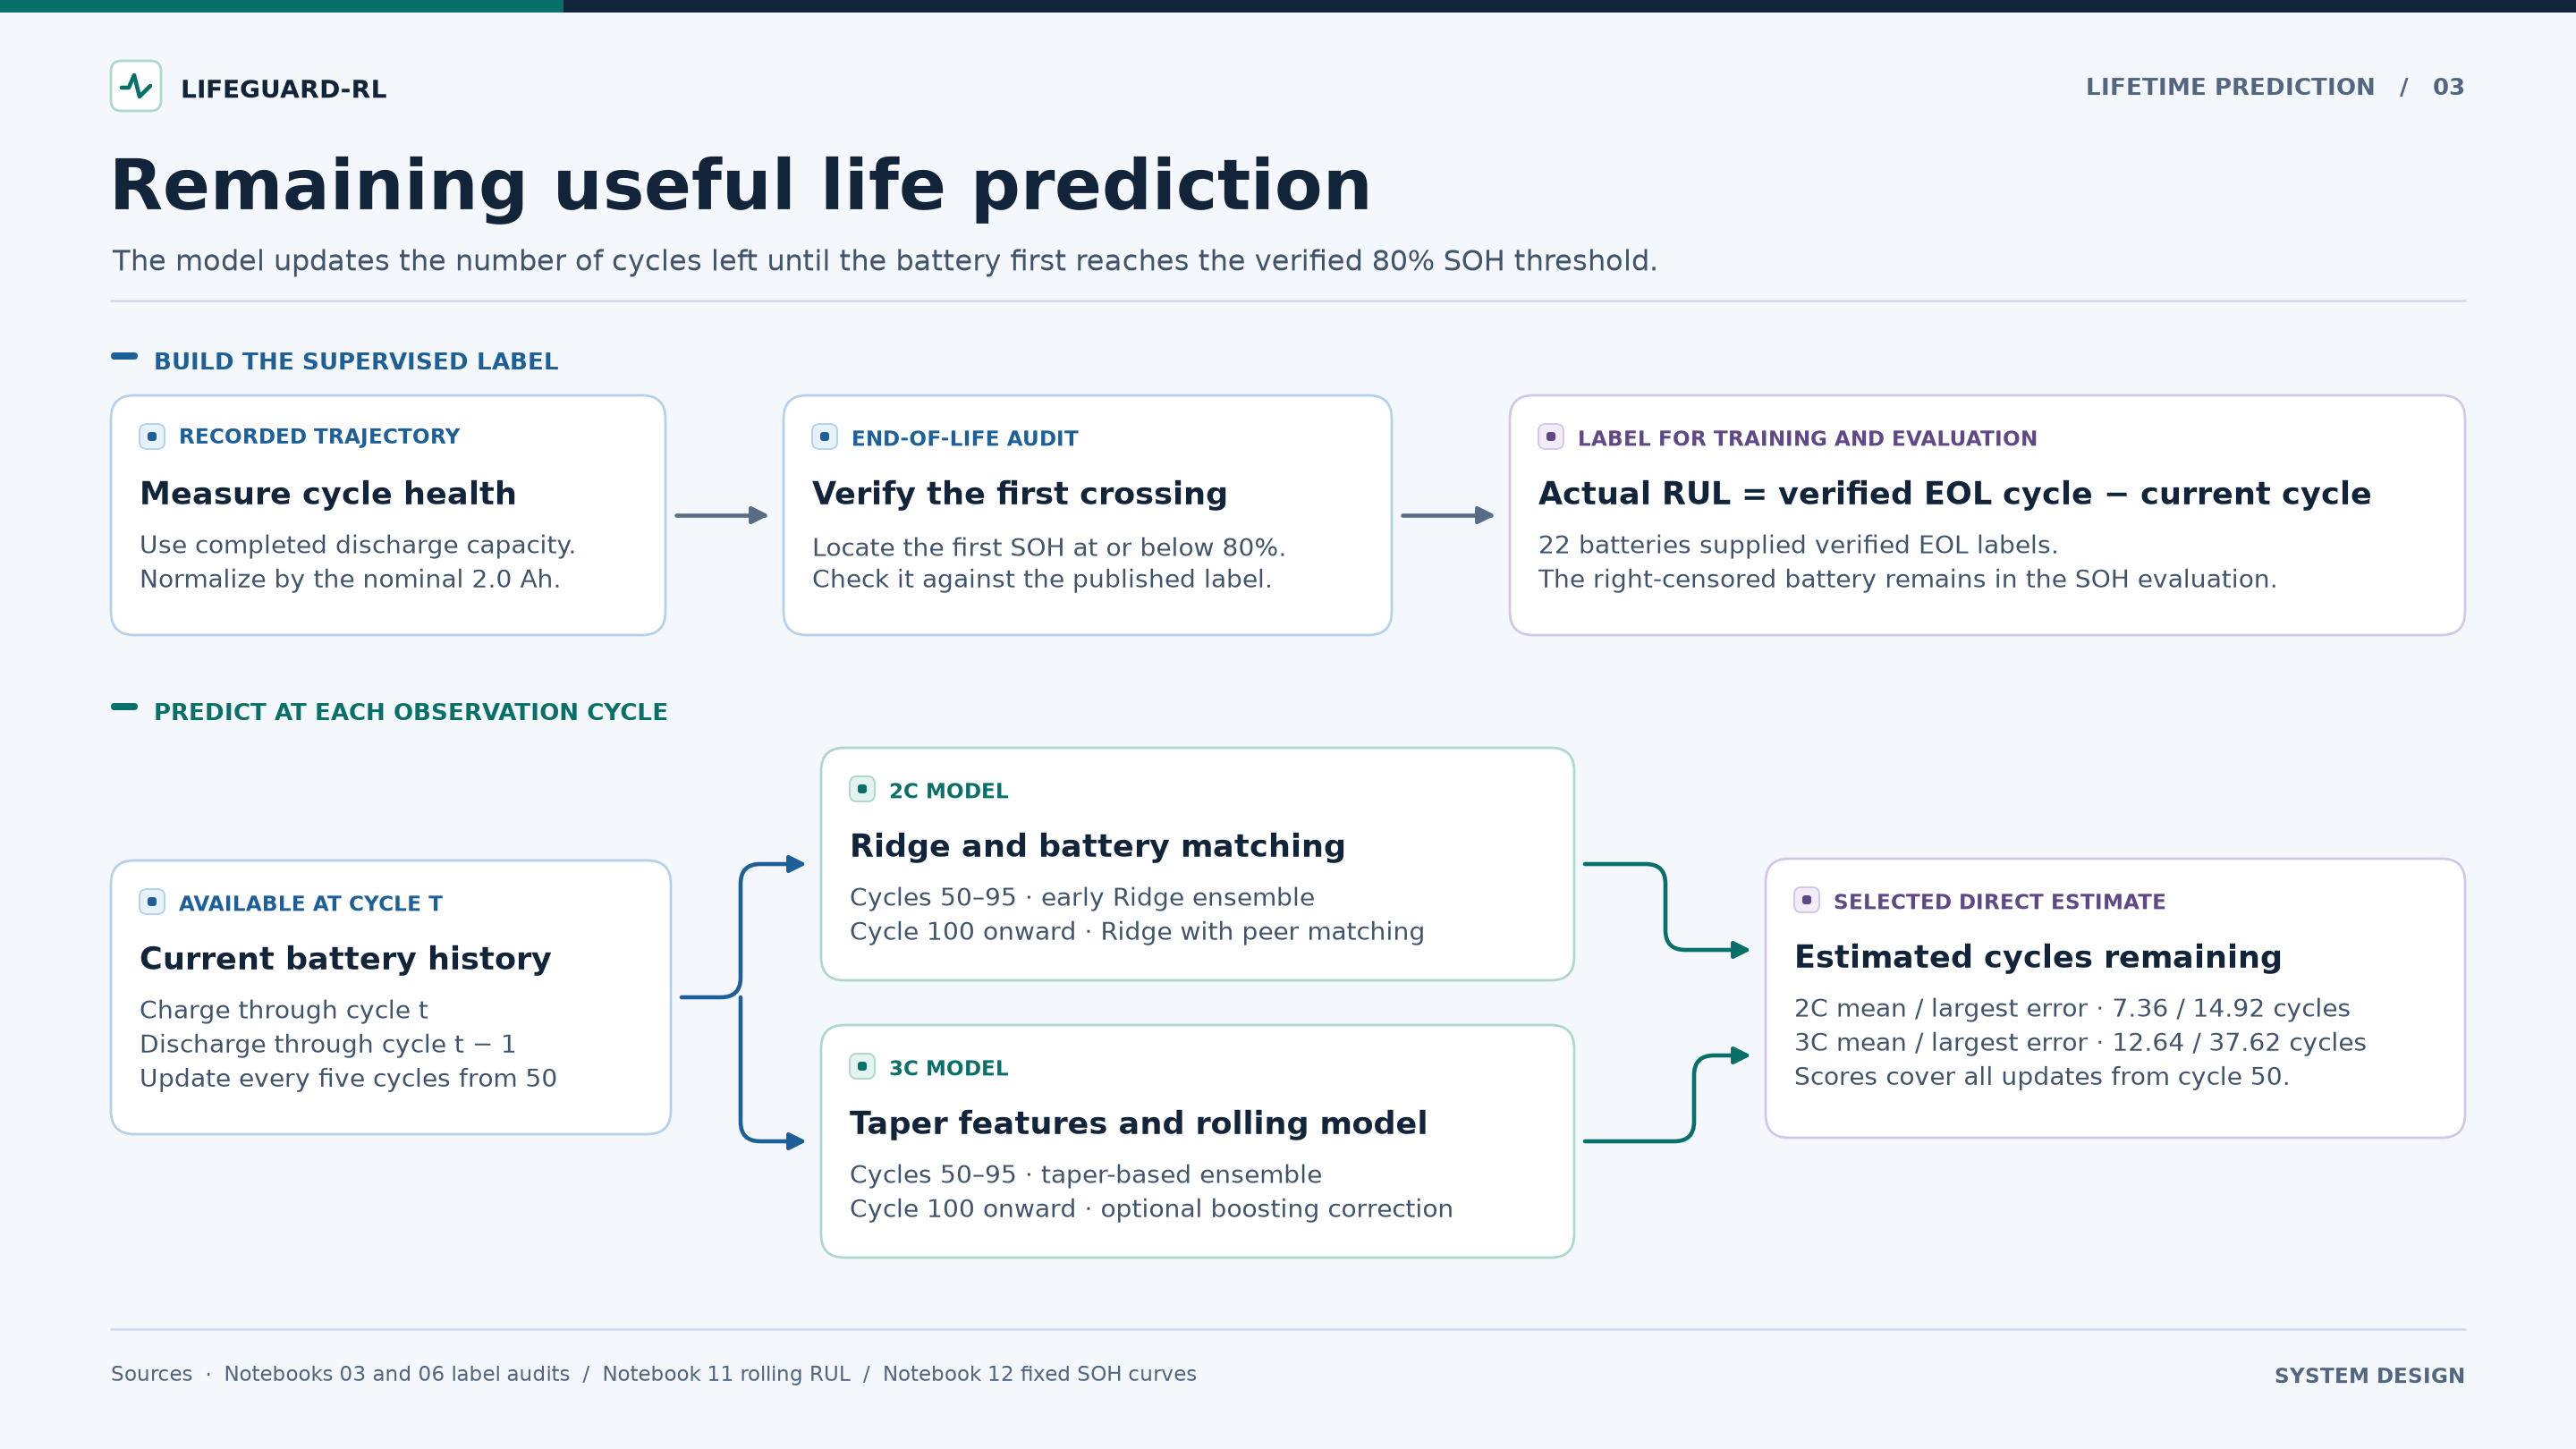 LIFEGUARD-RL
LIFETIME PREDICTION / 03
Remaining useful life prediction
The model updates the number of cycles left until the battery first reaches the verified 80% SOH threshold.
BUILD THE SUPERVISED LABEL
RECORDED TRAJECTORY
Measure cycle health
Use completed discharge capacity.
Normalize by the nominal 2.0 Ah.
END-OF-LIFE AUDIT
Verify the first crossing
Locate the first SOH at or below 80%.
Check it against the published label.
LABEL FOR TRAINING AND EVALUATION
Actual RUL = verified EOL cycle − current cycle
22 batteries supplied verified EOL labels.
The right-censored battery remains in the SOH evaluation.
PREDICT AT EACH OBSERVATION CYCLE
AVAILABLE AT CYCLE T
Current battery history
Charge through cycle t
Discharge through cycle t − 1
Update every five cycles from 50
2C MODEL
Ridge and battery matching
Cycles 50–95 · early Ridge ensemble
Cycle 100 onward · Ridge with peer matching
3C MODEL
Taper features and rolling model
Cycles 50–95 · taper-based ensemble
Cycle 100 onward · optional boosting correction
SELECTED DIRECT ESTIMATE
Estimated cycles remaining
2C mean / largest error · 7.36 / 14.92 cycles
3C mean / largest error · 12.64 / 37.62 cycles
Scores cover all updates from cycle 50.
Sources · Notebooks 03 and 06 label audits / Notebook 11 rolling RUL / Notebook 12 fixed SOH curves
SYSTEM DESIGN